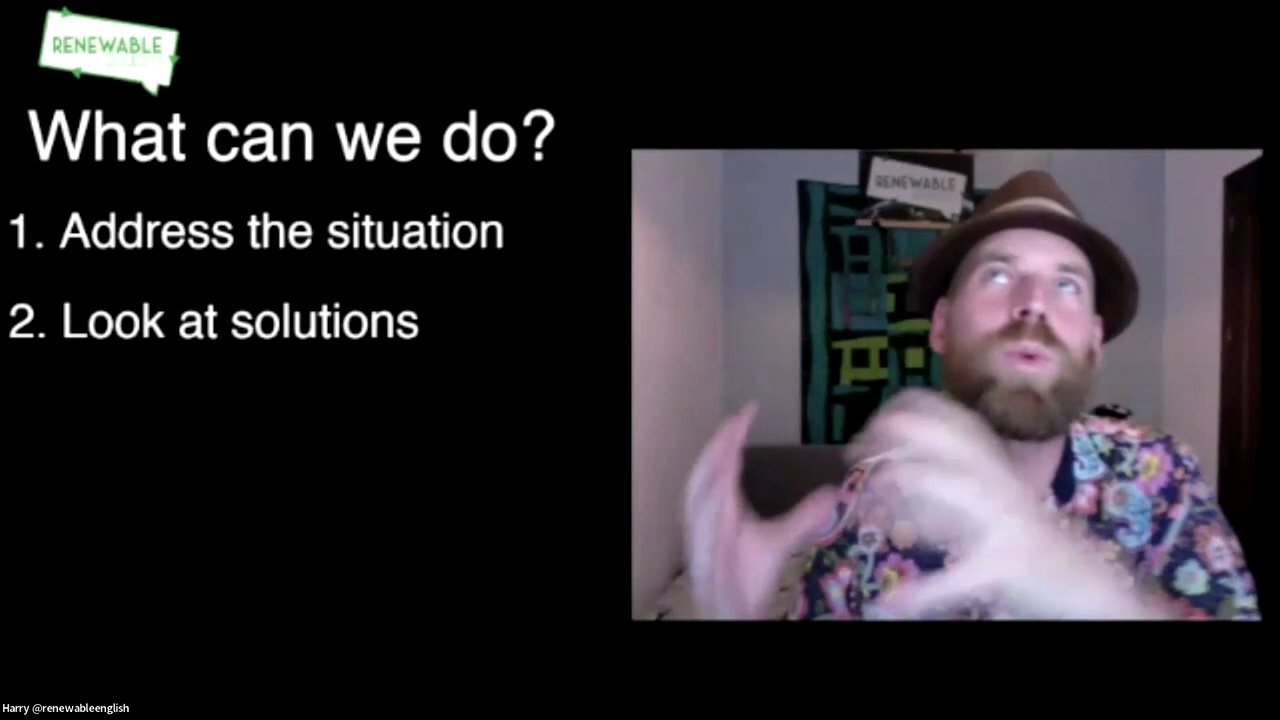 RENEWABLE
What can we do?
1. Address the situation
2. Look at solutions
RENEWABLE
Harry @renewableenglish